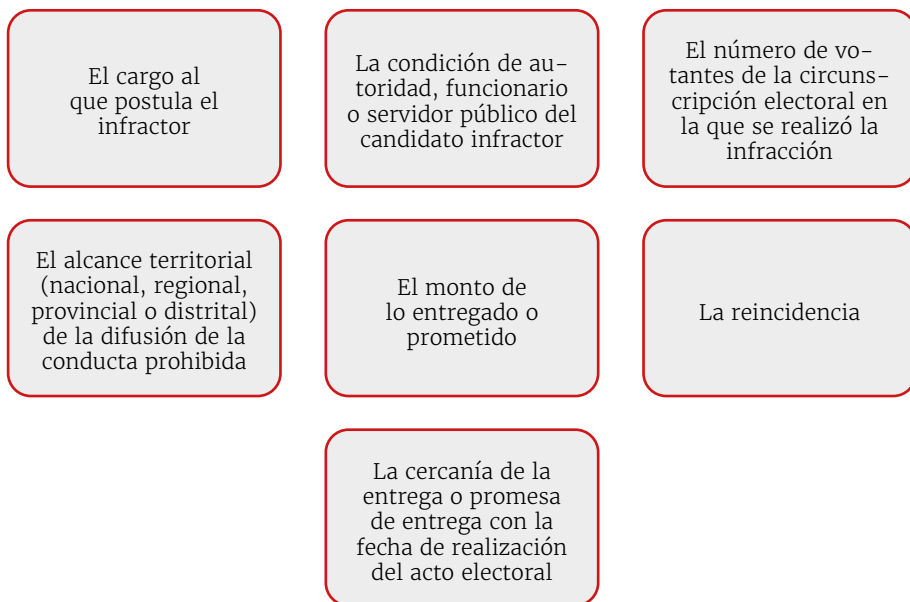 El cargo al
que postula el
infractor
La condición de au-
toridad, funcionario
o servidor público del
candidato infractor
El número de vo-
tantes de la circuns-
cripción electoral en
la que se realizó la
infracción
El alcance territorial
(nacional, regional,
provincial o distrital)
de la difusión de la
conducta prohibida
El monto de
lo entregado o
prometido
La reincidencia
La cercanía de la
entrega o promesa
de entrega con la
fecha de realización
del acto electoral